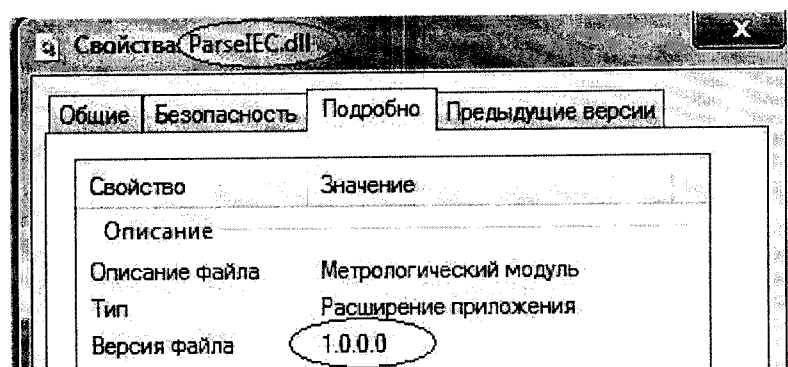 Свойства: ParseIEC.dll
Общие Безопасность Подробно Предыдущие версии
Свойство Значение
Описание
Описание файла Метрологический модуль
Тип Расширение приложения
Версия файла 1.0.0.0